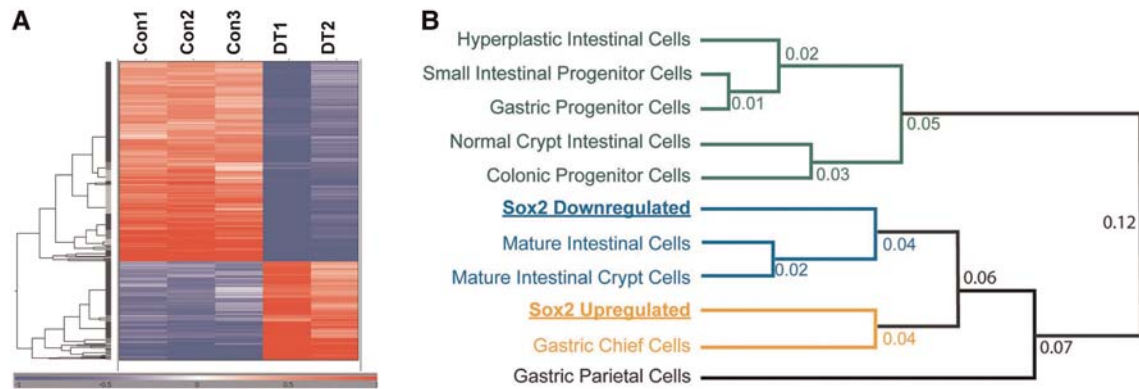 A
Con1 Con2 Con3 DT1 DT2
-1 -0.5 0 0.5 1
B
Hyperplastic Intestinal Cells
0.02
Small Intestinal Progenitor Cells
0.01
Gastric Progenitor Cells
0.05
Normal Crypt Intestinal Cells
0.03
Colonic Progenitor Cells
Sox2 Downregulated
0.12
Mature Intestinal Cells
0.04
0.02
Mature Intestinal Crypt Cells
0.06
Sox2 Upregulated
Gastric Chief Cells
0.04
0.07
Gastric Parietal Cells